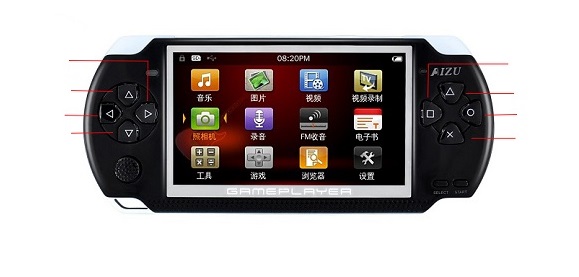 08:20PM
AIZU
音乐 图片 视频 视频录制
照相机 录音 FM收音 电子书
工具 游戏 浏览器 设置
GAMEPLAYER
SELECT START